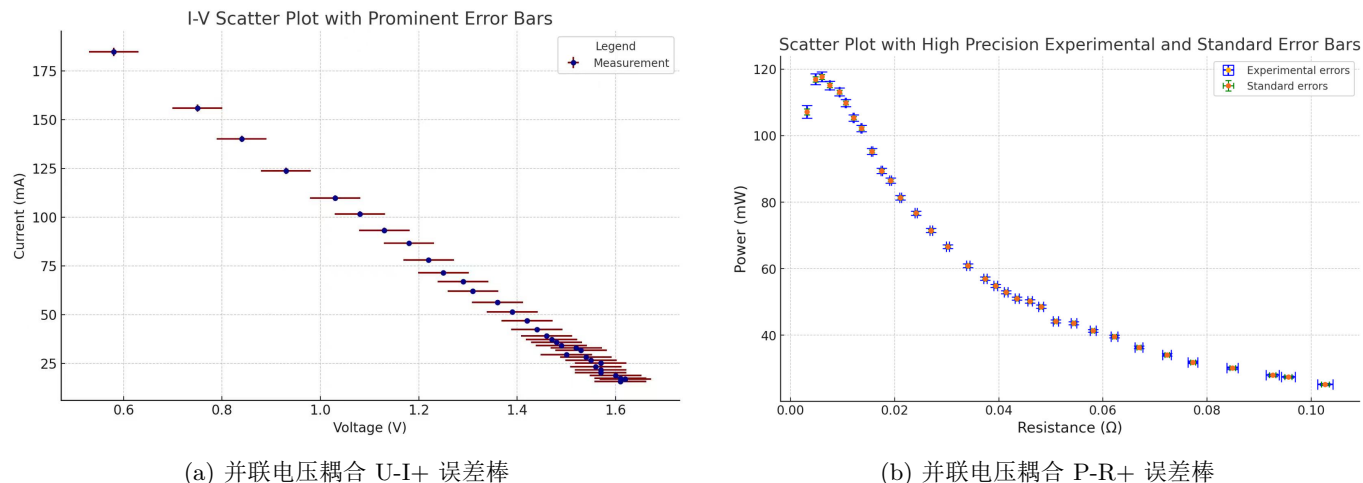 I-V Scatter Plot with Prominent Error Bars
Legend
Measurement
175
150
125
100
75
50
25
Current (mA)
0.6 0.8 1.0 1.2 1.4 1.6
Voltage (V)
(a) 并联电压耦合 U-I+ 误差棒
Scatter Plot with High Precision Experimental and Standard Error Bars
Experimental errors
Standard errors
120
100
80
60
40
Power (mW)
0.00 0.02 0.04 0.06 0.08 0.10
Resistance (Ω)
(b) 并联电压耦合 P-R+ 误差棒